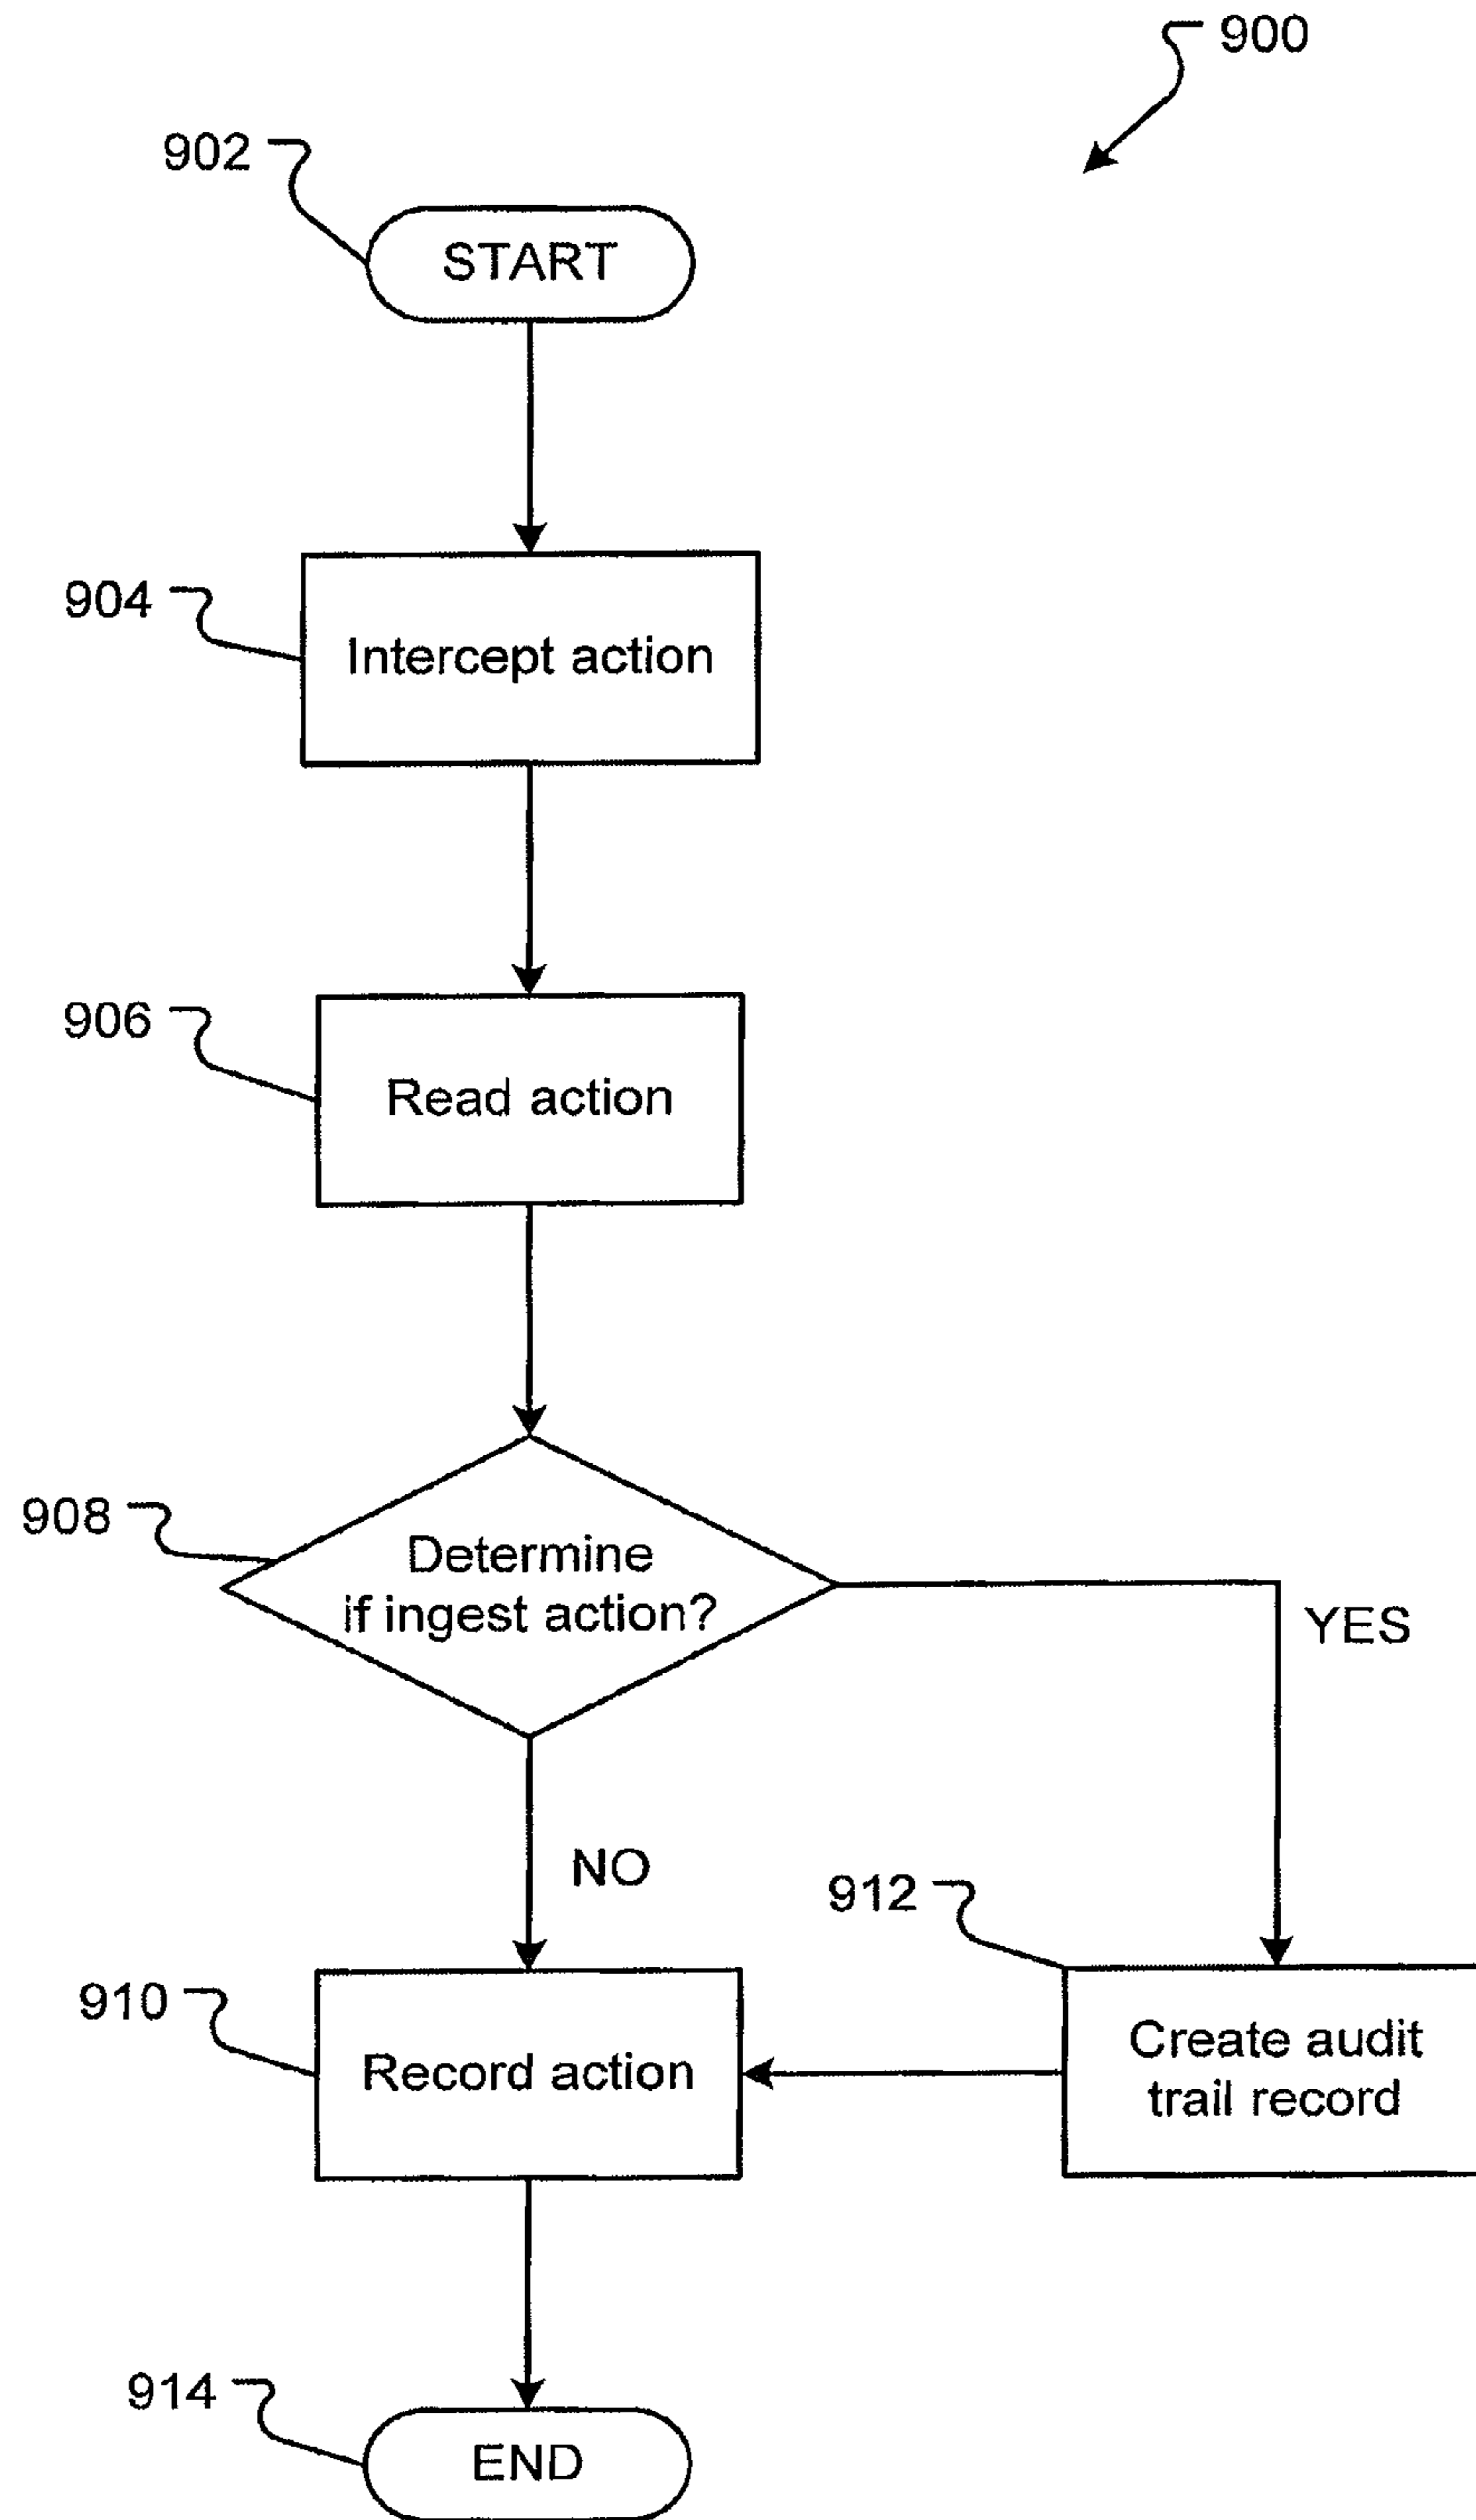 900
902
START
904
Intercept action
906
Read action
908
Determine
if ingest action?
YES
NO
912
910
Create audit
trail record
Record action
914
END